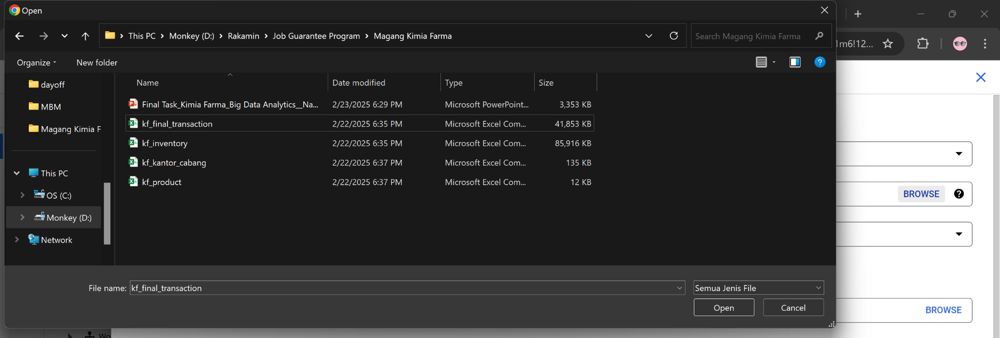 Open
This PC > Monkey (D:) > Rakamin > Job Guarantee Program > Magang Kimia Farma
Search Magang Kimia Farma
1m6!12...
Organize
New folder
?
dayoff
MBM
Magang Kimia F
This PC
OS (C:)
Monkey (D:)
Network
Name Date modified Type Size
Final Task_Kimia Farma_Big Data Analytics__Na... 2/23/2025 6:29 PM Microsoft PowerPoint... 3,353 KB
kf_final_transaction 2/22/2025 6:35 PM Microsoft Excel Com... 41,853 KB
kf_inventory 2/22/2025 6:35 PM Microsoft Excel Com... 85,916 KB
kf_kantor_cabang 2/22/2025 6:37 PM Microsoft Excel Com... 135 KB
kf_product 2/22/2025 6:37 PM Microsoft Excel Com... 12 KB
BROWSE ?
File name: kf_final_transaction
Semua Jenis File
Open Cancel
BROWSE
Wo